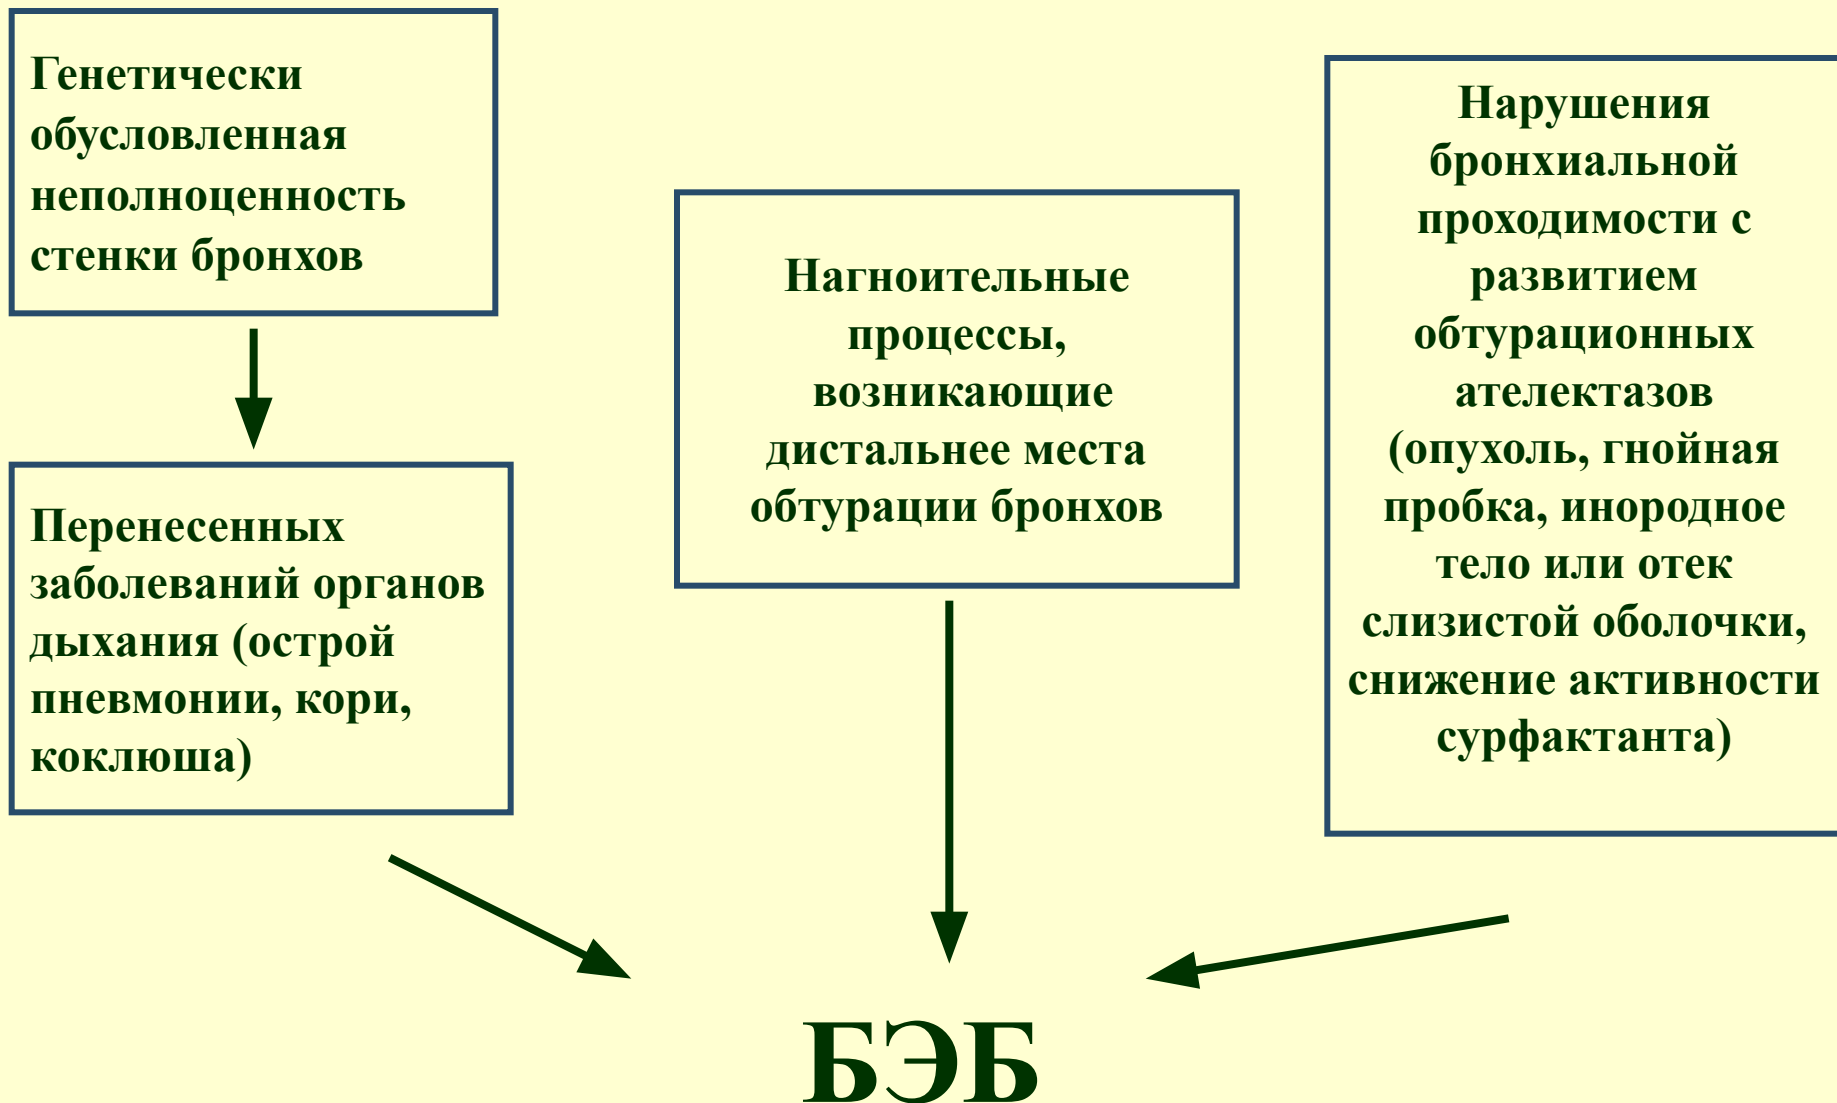 Генетически
обусловленная
неполноценность
стенки бронхов
Перенесенных
заболеваний органов
дыхания (острой
пневмонии, кори,
коклюша)
Нагноительные
процессы,
возникающие
дистальнее места
обтурации бронхов
Нарушения
бронхиальной
проходимости с
развитием
обтурационных
ателектазов
(опухоль, гнойная
пробка, инородное
тело или отек
слизистой оболочки,
снижение активности
сурфактанта)
БЭБ